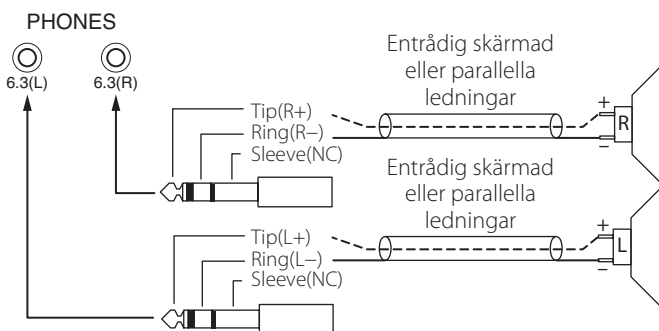 PHONES
6.3(L)
6.3(R)
Entrådig skärmad
eller parallella
ledningar
Tip(R+)
Ring(R−)
Sleeve(NC)
+
R
−
Entrådig skärmad
eller parallella
ledningar
Tip(L+)
Ring(L−)
Sleeve(NC)
+
L
−